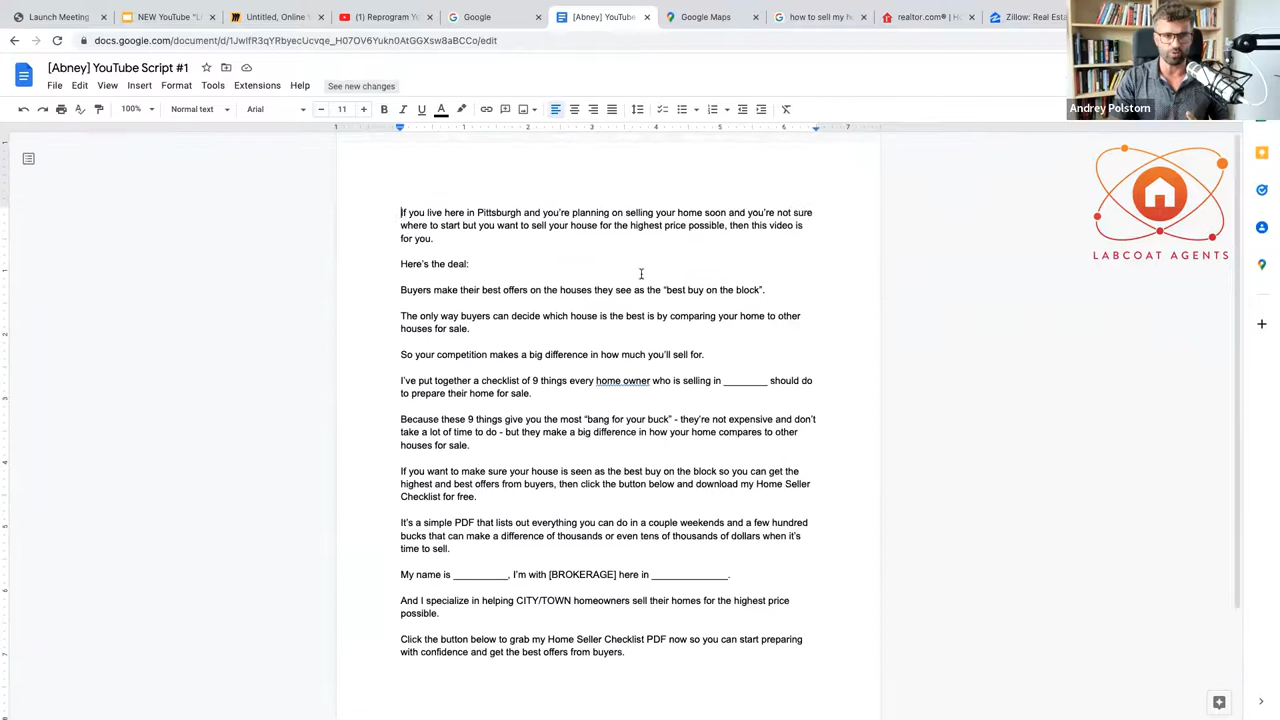 Launch Meeting
NEW YouTube "Li
Untitled, Online W
(1) Reprogram Yo
Google
[Abney] YouTube
Google Maps
how to sell my ho
realtor.com® | Ho
Zillow: Real Esta
docs.google.com/document/d/1JwlfR3qYRbyecUcvqe_H07OV6Yukn0AtGGXsw8aBCCo/edit
[Abney] YouTube Script #1
File Edit View Insert Format Tools Extensions Help See new changes
100% Normal text Arial 11
Andrey Polstorn
LABCOAT AGENTS
If you live here in Pittsburgh and you're planning on selling your home soon and you're not sure
where to start but you want to sell your house for the highest price possible, then this video is
for you.
Here's the deal:
Buyers make their best offers on the houses they see as the "best buy on the block".
The only way buyers can decide which house is the best is by comparing your home to other
houses for sale.
So your competition makes a big difference in how much you'll sell for.
I've put together a checklist of 9 things every home owner who is selling in ________ should do
to prepare their home for sale.
Because these 9 things give you the most "bang for your buck" - they're not expensive and don't
take a lot of time to do - but they make a big difference in how your home compares to other
houses for sale.
If you want to make sure your house is seen as the best buy on the block so you can get the
highest and best offers from buyers, then click the button below and download my Home Seller
Checklist for free.
It's a simple PDF that lists out everything you can do in a couple weekends and a few hundred
bucks that can make a difference of thousands or even tens of thousands of dollars when it's
time to sell.
My name is __________, I'm with [BROKERAGE] here in ______________.
And I specialize in helping CITY/TOWN homeowners sell their homes for the highest price
possible.
Click the button below to grab my Home Seller Checklist PDF now so you can start preparing
with confidence and get the best offers from buyers.